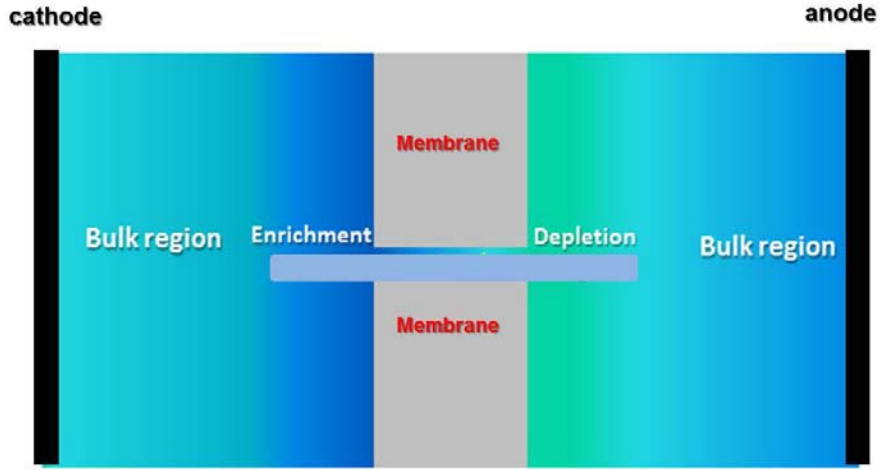 cathode
anode
Membrane
Bulk region
Enrichment
Depletion
Bulk region
Membrane